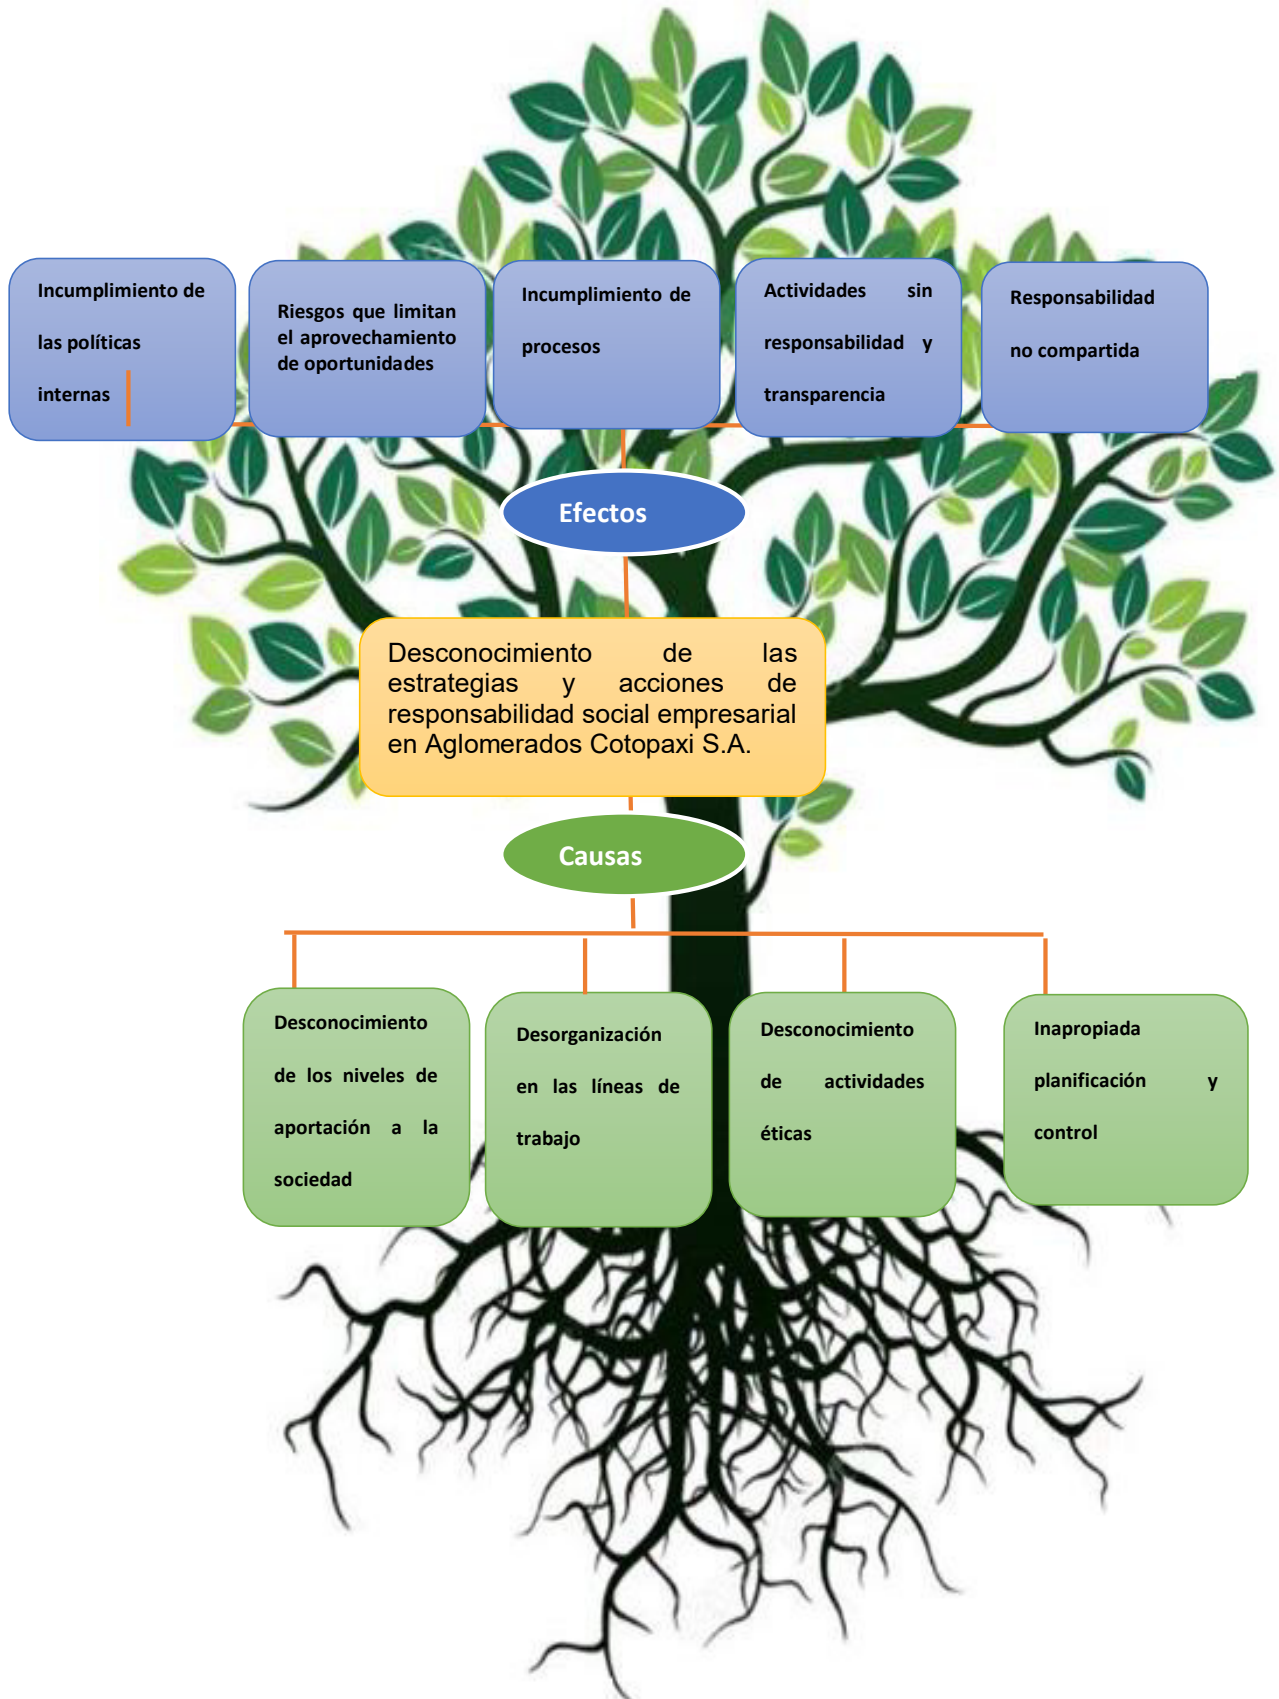 Incumplimiento de
las políticas
internas
Riesgos que limitan
el aprovechamiento
de oportunidades
Incumplimiento de
procesos
Actividades sin
responsabilidad y
transparencia
Responsabilidad
no compartida
Efectos
Desconocimiento de las
estrategias y acciones de
responsabilidad social empresarial
en Aglomerados Cotopaxi S.A.
Causas
Desconocimiento
de los niveles de
aportación a la
sociedad
Desorganización
en las líneas de
trabajo
Desconocimiento
de actividades
éticas
Inapropiada
planificación y
control